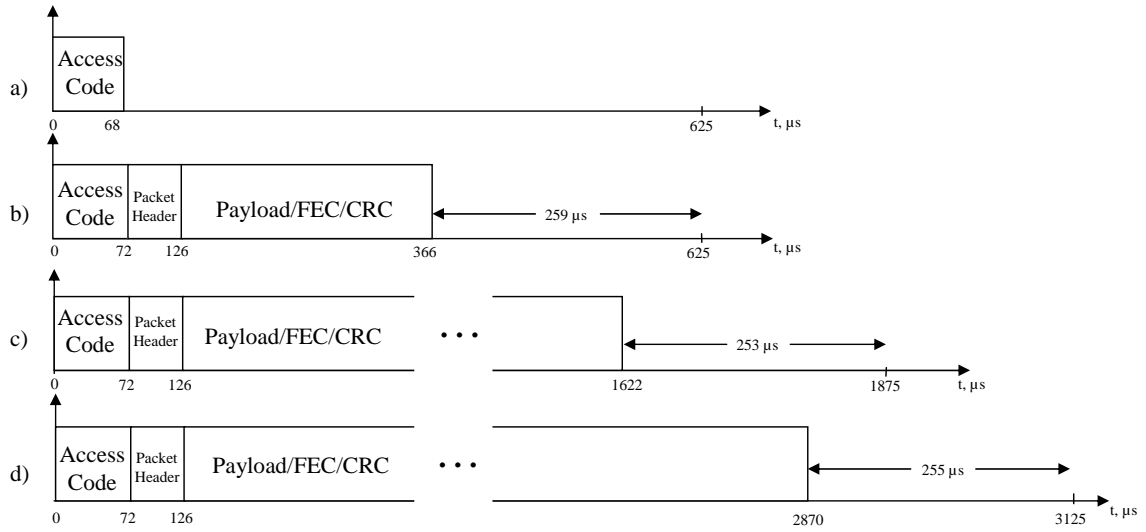 Access
Code
a)
0 68 625 t, µs
Access
Code
Packet
Header
Payload/FEC/CRC
259 µs
b)
0 72 126 366 625 t, µs
Access
Code
Packet
Header
Payload/FEC/CRC
• • •
253 µs
c)
0 72 126 1622 1875 t, µs
Access
Code
Packet
Header
Payload/FEC/CRC
• • •
255 µs
d)
0 72 126 2870 3125 t, µs